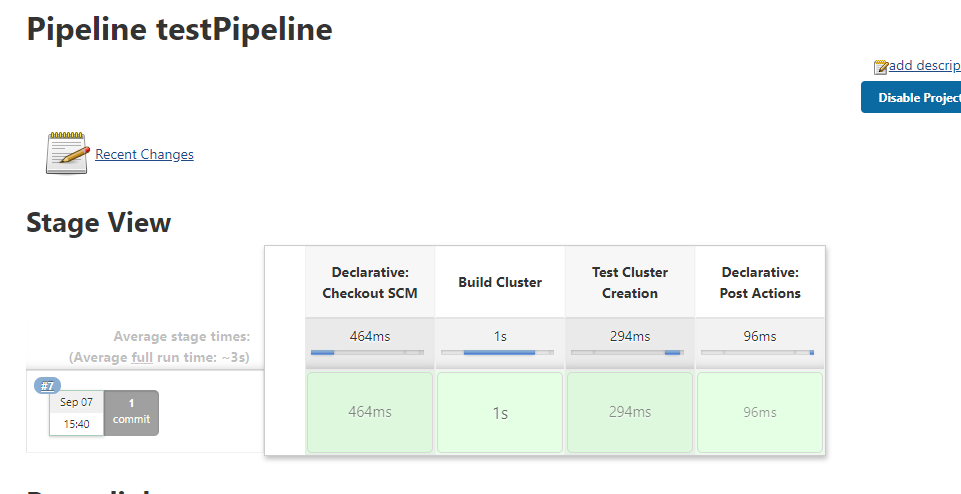 Pipeline testPipeline
add descrip
Disable Project
Recent Changes
Stage View
Declarative:
Checkout SCM
Build Cluster
Test Cluster
Creation
Declarative:
Post Actions
Average stage times:
(Average full run time: ~3s)
464ms
1s
294ms
96ms
#7
Sep 07
15:40
1
commit
464ms
1s
294ms
96ms